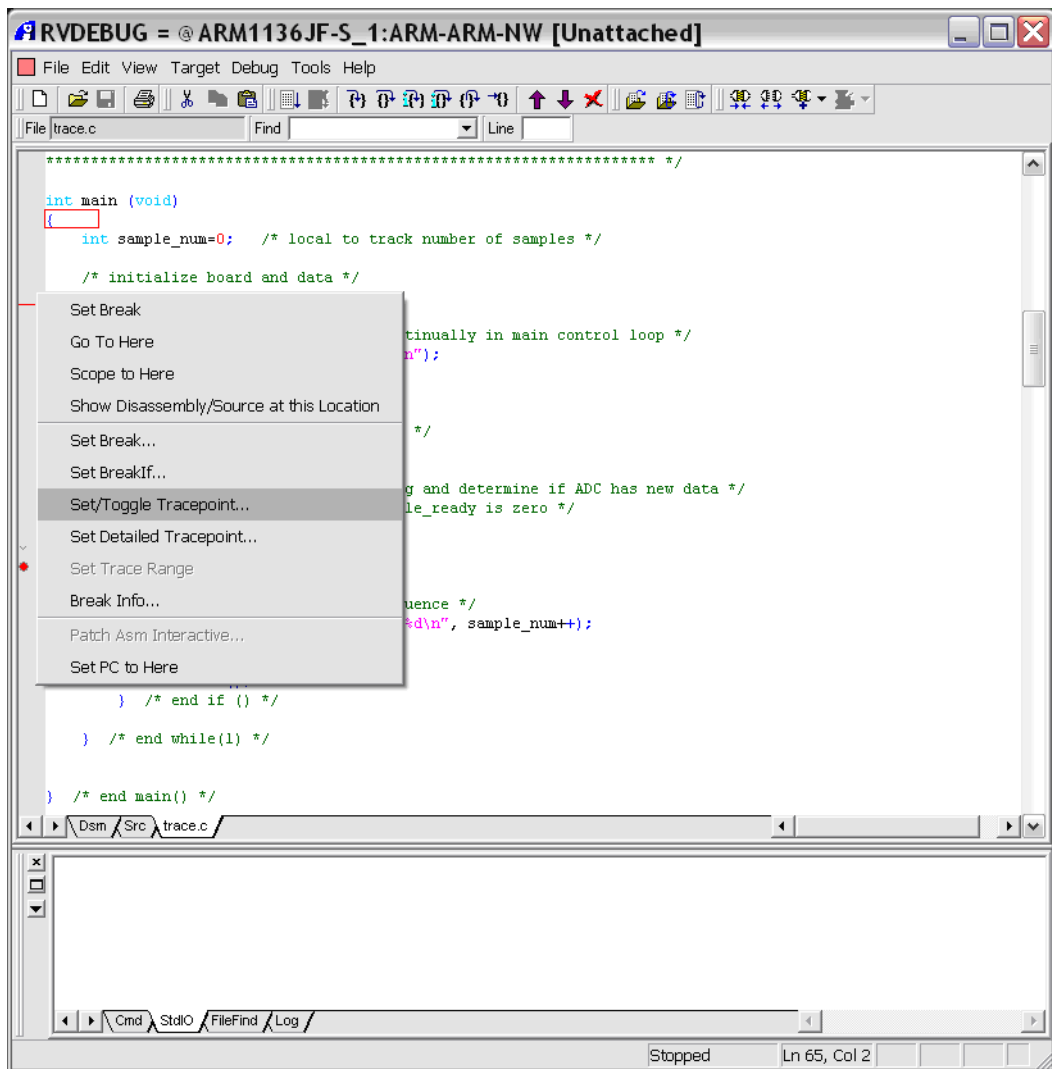 RVDEBUG = @ARM1136JF-S_1:ARM-ARM-NW [Unattached]
File Edit View Target Debug Tools Help
File trace.c Find Line
******************************************************************** */
int main (void)
{
int sample_num=0; /* local to track number of samples */
/* initialize board and data */
Set Break
tinually in main control loop */
Go To Here
n");
Scope to Here
Show Disassembly/Source at this Location
*/
Set Break...
Set BreakIf...
g and determine if ADC has new data */
Set/Toggle Tracepoint...
le_ready is zero */
Set Detailed Tracepoint...
Set Trace Range
Break Info...
uence */
%d\n", sample_num++);
Patch Asm Interactive...
Set PC to Here
} /* end if () */
} /* end while(1) */
} /* end main() */
Dsm Src trace.c
Cmd StdIO FileFind Log
Stopped Ln 65, Col 2